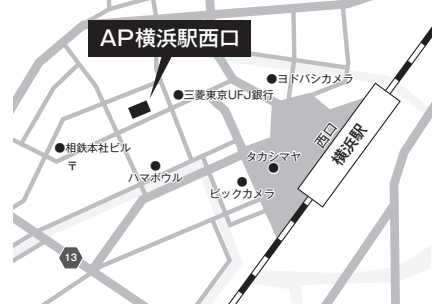 AP横浜駅西口
ヨドバシカメラ
三菱東京UFJ銀行
相鉄本社ビル
〒
ハマボウル
タカシマヤ
ビックカメラ
西口
横浜駅
13